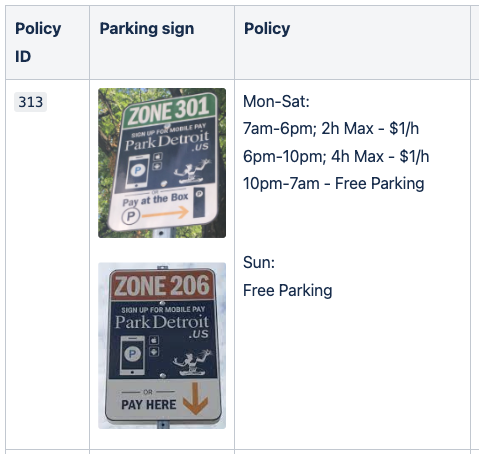 Policy ID
Parking sign
Policy
313
ZONE 301
SIGN UP FOR MOBILE PAY
ParkDetroit
.US
P
OR
Pay at the Box
P
P
ZONE 206
SIGN UP FOR MOBILE PAY
ParkDetroit
.US
P
OR
PAY HERE
Mon-Sat:
7am-6pm; 2h Max - $1/h
6pm-10pm; 4h Max - $1/h
10pm-7am - Free Parking
Sun:
Free Parking